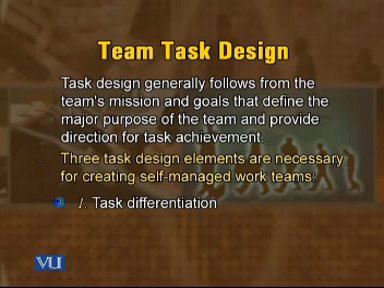 Team Task Design
Task design generally follows from the
team's mission and goals that define the
major purpose of the team and provide
direction for task achievement.
Three task design elements are necessary
for creating self-managed work teams:
1. Task differentiation
VU